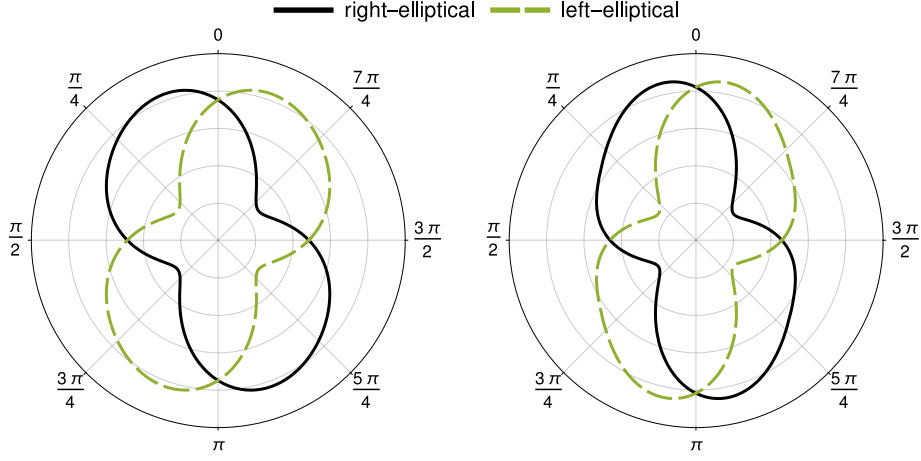 right–elliptical left–elliptical
0 0
π/4 7π/4 π/4 7π/4
π/2 3π/2 π/2 3π/2
3π/4 5π/4 3π/4 5π/4
π π